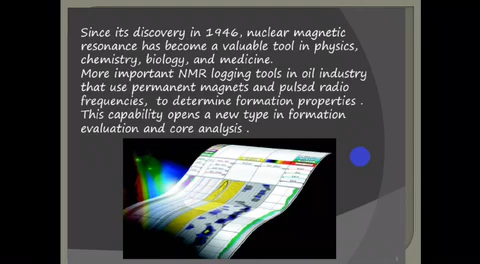 Since its discovery in 1946, nuclear magnetic
resonance has become a valuable tool in physics,
chemistry, biology, and medicine.
More important NMR logging tools in oil industry
that use permanent magnets and pulsed radio
frequencies, to determine formation properties .
This capability opens a new type in formation
evaluation and core analysis .